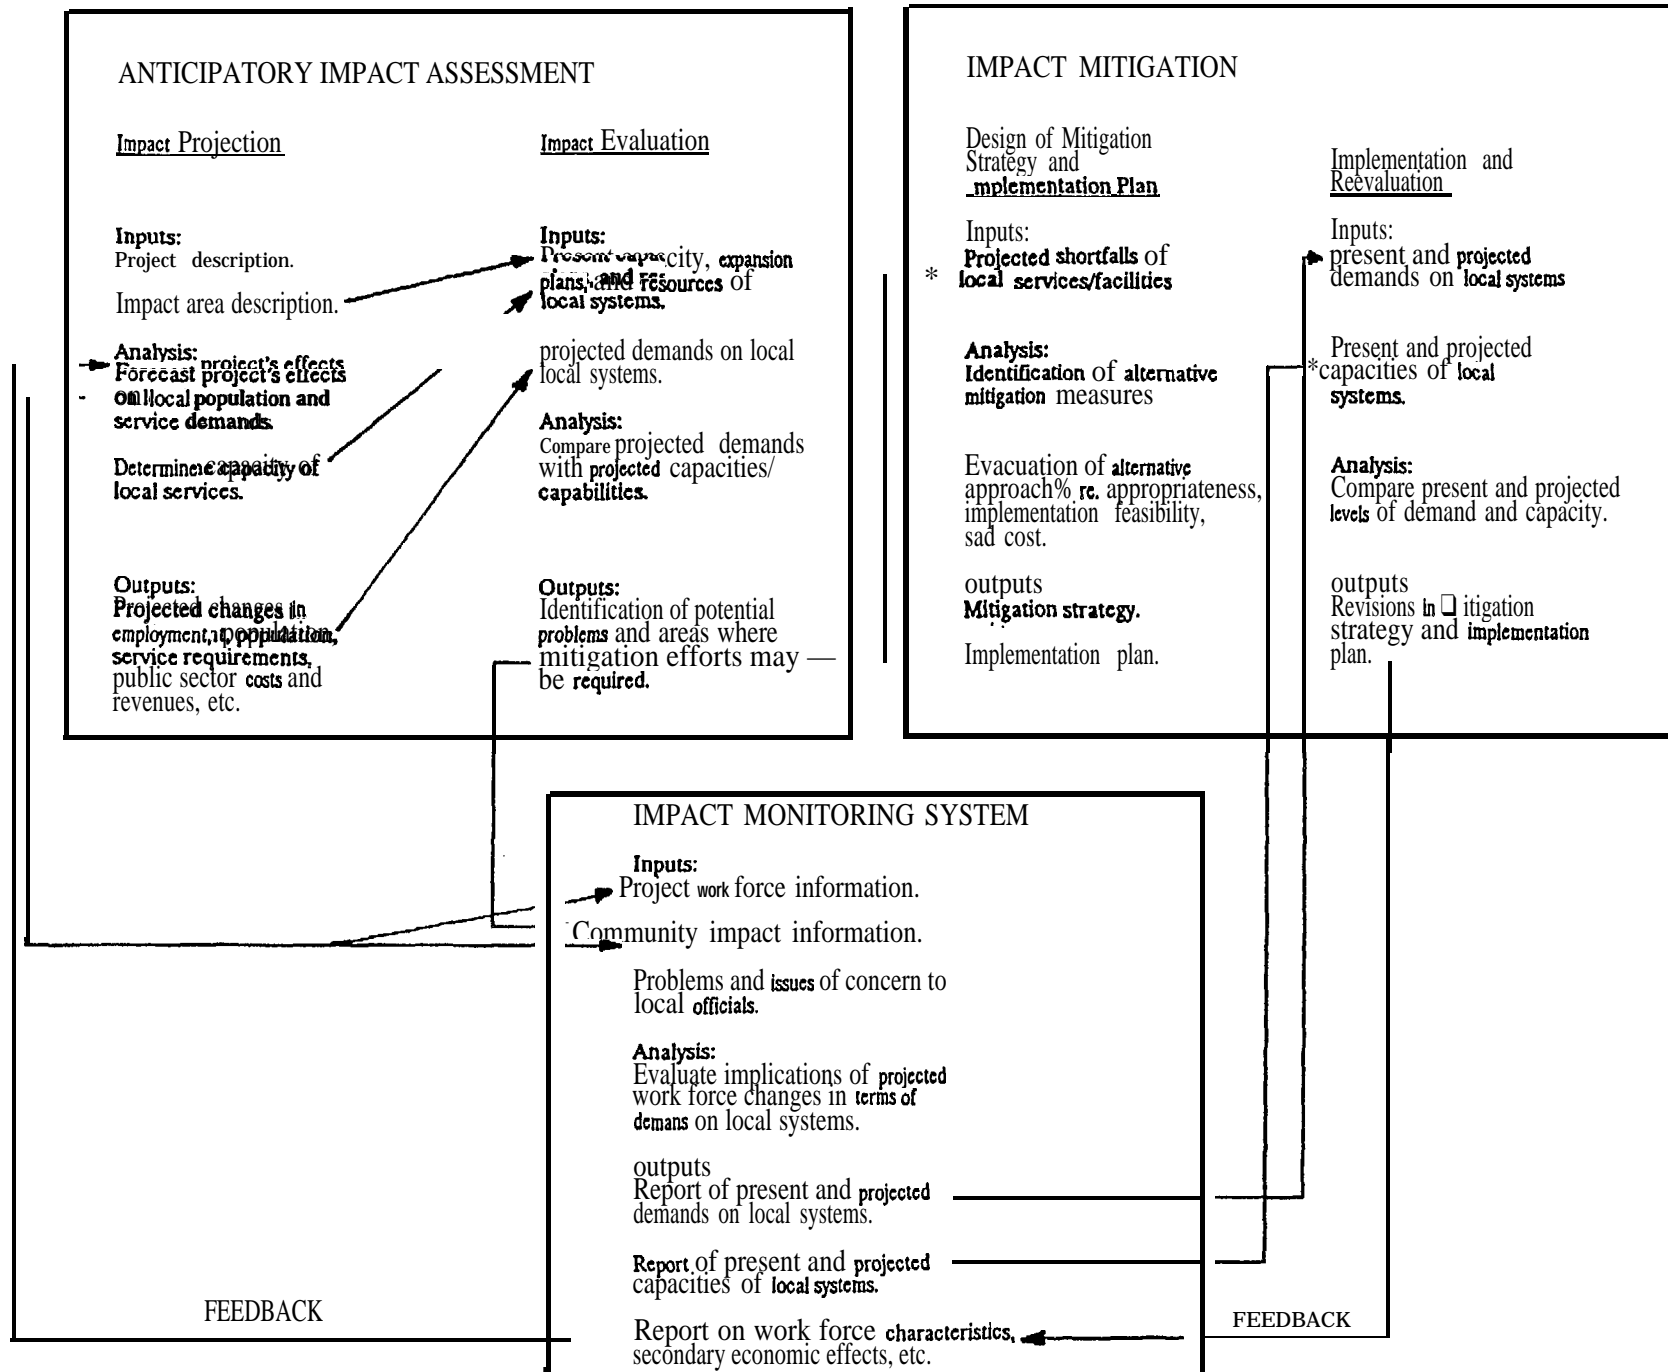 ANTICIPATORY IMPACT ASSESSMENT
Impact Projection
Inputs:
Project description.
Impact area description.
Analysis:
Forecast project's effects
on local population and
service demands.
Determine capacity of
local services.
Outputs:
Projected changes in
employment, population,
service requirements,
public sector costs and
revenues, etc.
Impact Evaluation
Inputs:
Present capacity, expansion
plans, and resources of
local systems.
projected demands on local
local systems.
Analysis:
Compare projected demands
with projected capacities/
capabilities.
Outputs:
Identification of potential
problems and areas where
mitigation efforts may —
be required.
IMPACT MITIGATION
Design of Mitigation
Strategy and
mplementation Plan
Inputs:
Projected shortfalls of
* local services/facilities
Analysis:
Identification of alternative
mitigation measures
Evacuation of alternative
approach% re. appropriateness,
implementation feasibility,
sad cost.
outputs
Mitigation strategy.
Implementation plan.
Implementation and
Reevaluation
Inputs:
present and projected
demands on local systems
Present and projected
*capacities of local
systems.
Analysis:
Compare present and projected
levels of demand and capacity.
outputs
Revisions in ❑ itigation
strategy and implementation
plan.
IMPACT MONITORING SYSTEM
Inputs:
Project work force information.
Community impact information.
Problems and issues of concern to
local officials.
Analysis:
Evaluate implications of projected
work force changes in terms of
demans on local systems.
outputs
Report of present and projected
demands on local systems.
Report of present and projected
capacities of local systems.
Report on work force characteristics,
secondary economic effects, etc.
FEEDBACK
FEEDBACK